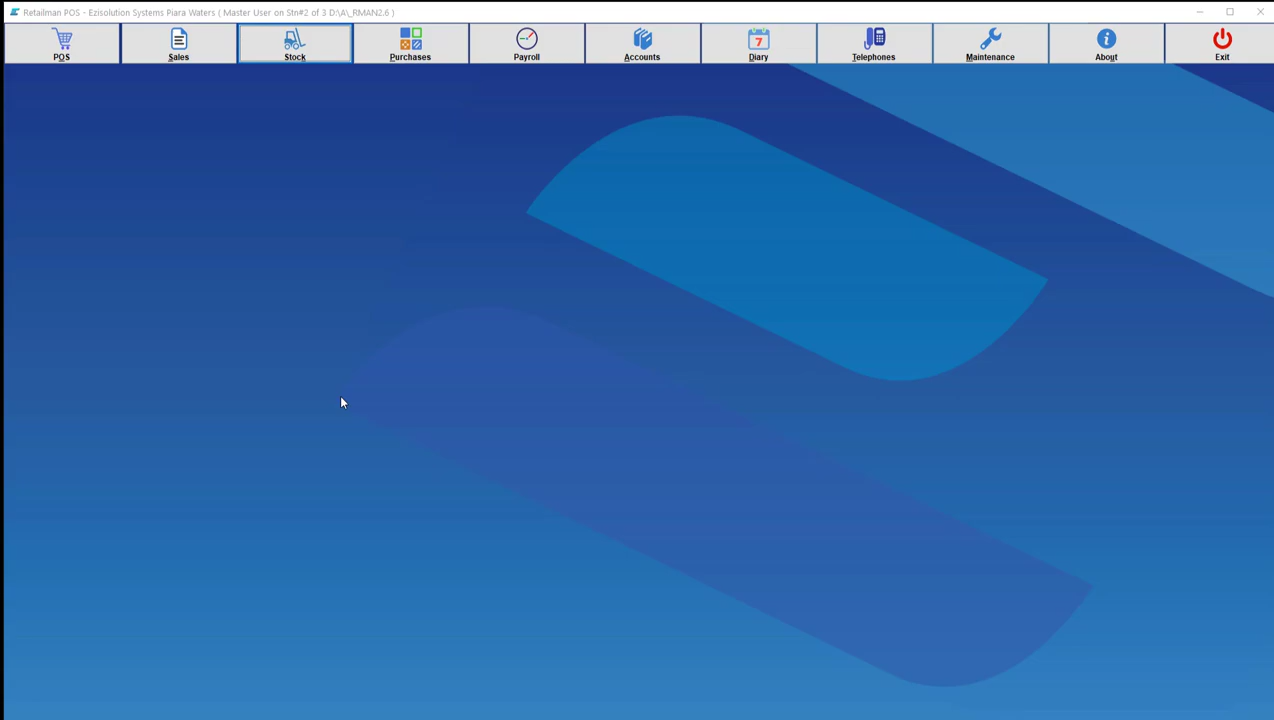 Retailman POS - Ezisolution Systems Piara Waters ( Master User on Stn#2 of 3 D:\A\_RMAN2.6 )
POS Sales Stock Purchases Payroll Accounts 7 Diary Telephones Maintenance About Exit